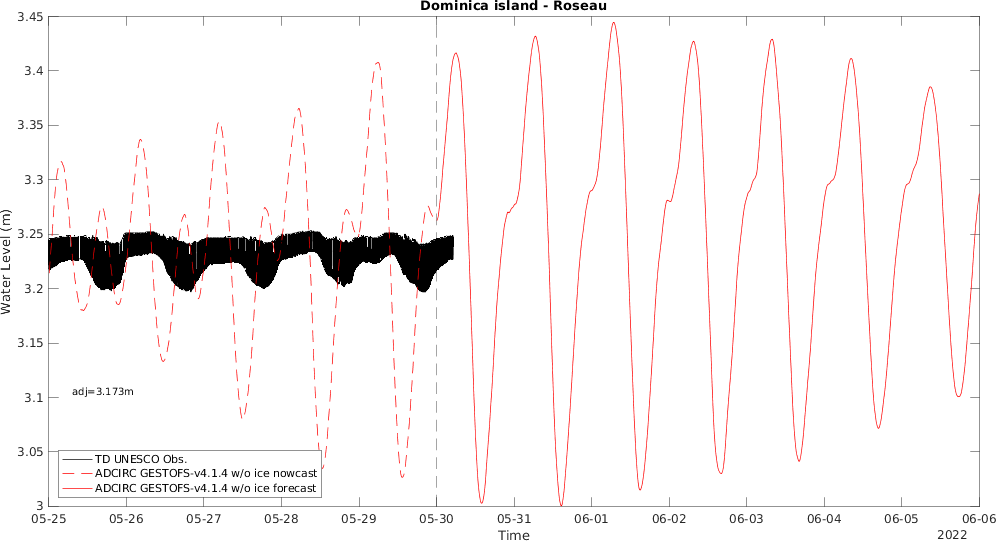 Dominica island - Roseau
3.45
3.4
3.35
3.3
3.25
3.2
3.15
3.1
3.05
3
Water Level (m)
adj=3.173m
TD UNESCO Obs.
ADCIRC GESTOFS-v4.1.4 w/o ice nowcast
ADCIRC GESTOFS-v4.1.4 w/o ice forecast
05-25 05-26 05-27 05-28 05-29 05-30 05-31 06-01 06-02 06-03 06-04 06-05 06-06
Time
2022